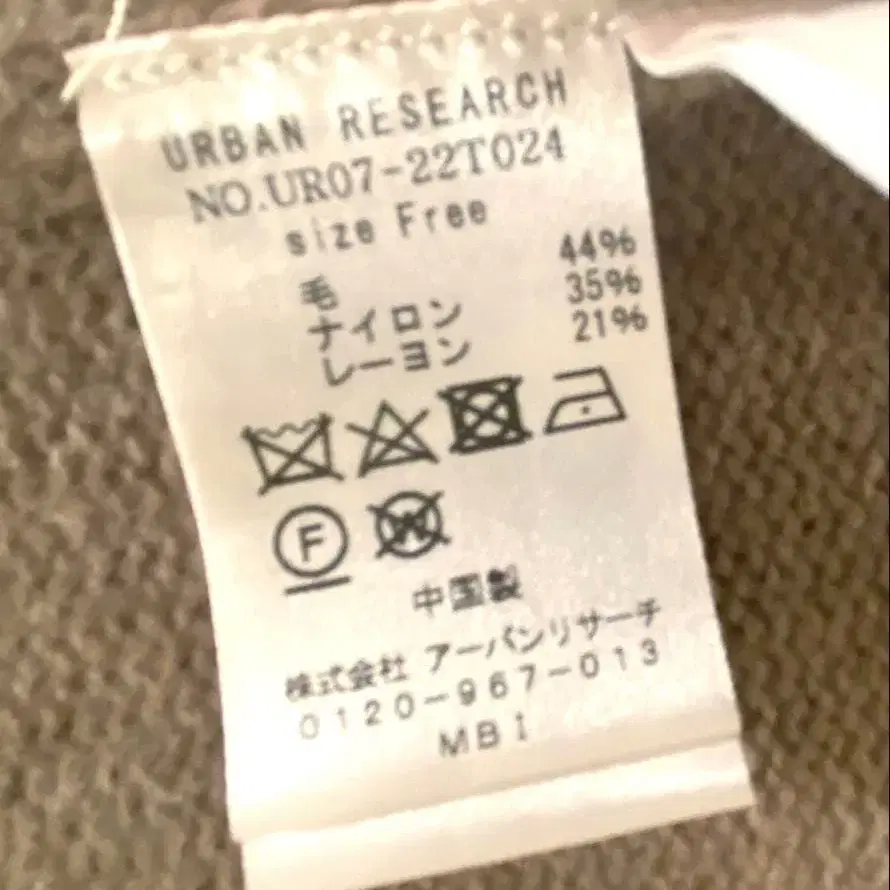 URBAN RESEARCH
NO.UR07-22T024
size Free
毛 44%
ナイロン 35%
レーヨン 21%
F W
中国製
株式会社 アーバンリサーチ
0120-967-013
MBI